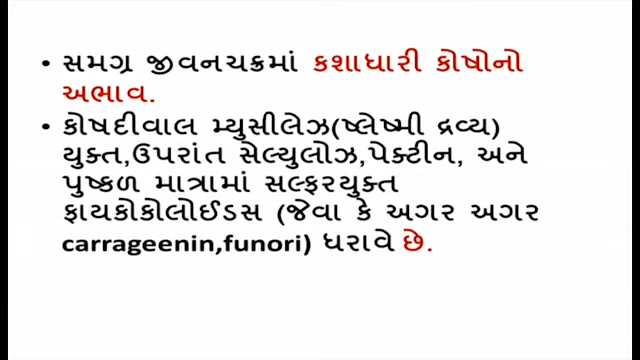 • સમગ્ર જીવનચક્રમાં કશાધારી કોષોનો
અભાવ.
• કોષદીવાલ મ્યુસીલેઝ(ષ્લેષ્મી દ્રવ્ય)
યુક્ત,ઉપરાંત સેલ્યુલોઝ,પેક્ટીન, અને
પુષ્કળ માત્રામાં સલ્ફરયુક્ત
ફાયકોકોલોઈડસ (જેવા કે અગર અગર
carrageenin,funori) ધરાવે છે.